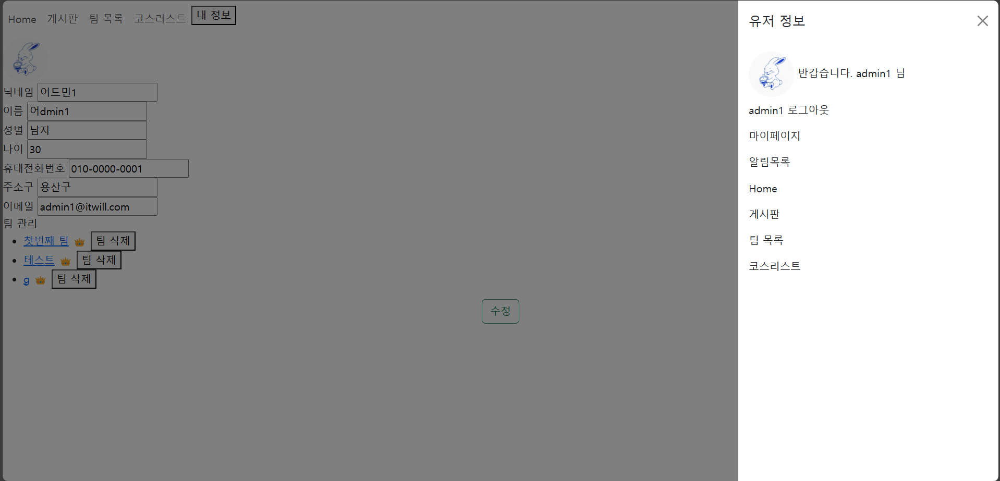 Home 게시판 팀 목록 코스리스트 내 정보
닉네임 어드민1
이름 어dmin1
성별 남자
나이 30
휴대전화번호 010-0000-0001
주소구 용산구
이메일 admin1@itwill.com
팀 관리
첫번째 팀 팀 삭제
테스트 팀 삭제
g 팀 삭제
수정
유저 정보
반갑습니다. admin1 님
admin1 로그아웃
마이페이지
알림목록
Home
게시판
팀 목록
코스리스트